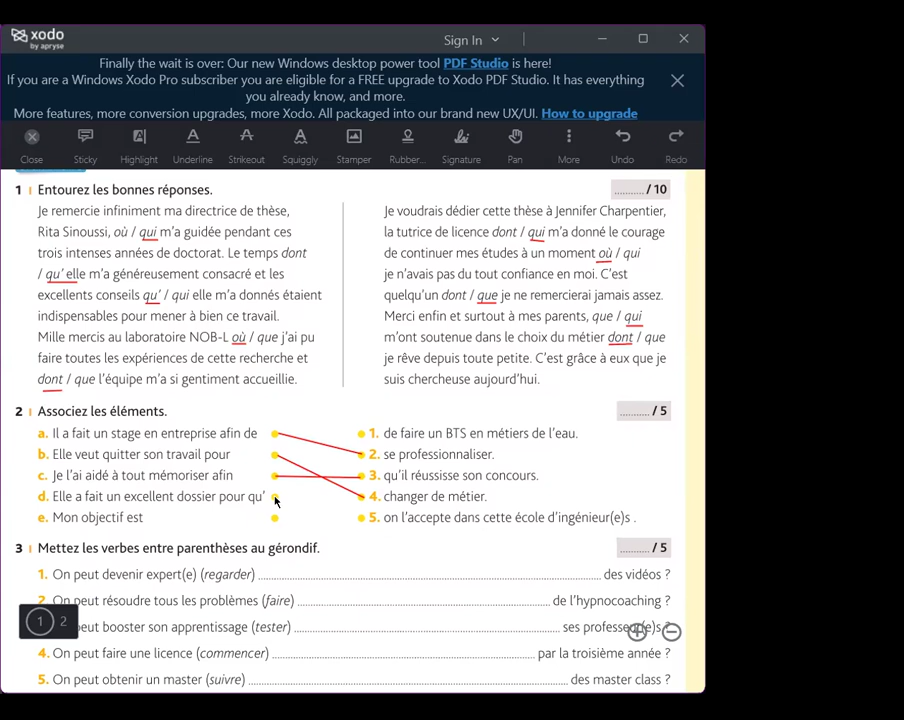 xodo
by apryse
Sign In
Finally the wait is over: Our new Windows desktop power tool PDF Studio is here!
If you are a Windows Xodo Pro subscriber you are eligible for a FREE upgrade to Xodo PDF Studio. It has everything
you already know, and more.
More features, more conversion upgrades, more Xodo. All packaged into our brand new UX/UI. How to upgrade
Close Sticky Highlight Underline Strikeout Squiggly Stamper Rubber... Signature Pan More Undo Redo
1 Entourez les bonnes réponses. / 10
Je remercie infiniment ma directrice de thèse,
Rita Sinoussi, où / qui m'a guidée pendant ces
trois intenses années de doctorat. Le temps dont
/ qu' elle m'a généreusement consacré et les
excellents conseils qu' / qui elle m'a donnés étaient
indispensables pour mener à bien ce travail.
Mille mercis au laboratoire NOB-L où / que j'ai pu
faire toutes les expériences de cette recherche et
dont / que l'équipe m'a si gentiment accueillie.
Je voudrais dédier cette thèse à Jennifer Charpentier,
la tutrice de licence dont / qui m'a donné le courage
de continuer mes études à un moment où / qui
je n'avais pas du tout confiance en moi. C'est
quelqu'un dont / que je ne remercierai jamais assez.
Merci enfin et surtout à mes parents, que / qui
m'ont soutenue dans le choix du métier dont / que
je rêve depuis toute petite. C'est grâce à eux que je
suis chercheuse aujourd'hui.
2 Associez les éléments. / 5
a. Il a fait un stage en entreprise afin de
b. Elle veut quitter son travail pour
c. Je l'ai aidé à tout mémoriser afin
d. Elle a fait un excellent dossier pour qu'
e. Mon objectif est
1. de faire un BTS en métiers de l'eau.
2. se professionnaliser.
3. qu'il réussisse son concours.
4. changer de métier.
5. on l'accepte dans cette école d'ingénieur(e)s .
3 Mettez les verbes entre parenthèses au gérondif. / 5
1. On peut devenir expert(e) (regarder) des vidéos ?
2 On peut résoudre tous les problèmes (faire) de l'hypnocoaching ?
peut booster son apprentissage (tester) ses professeur(e)s ?
4. On peut faire une licence (commencer) par la troisième année ?
5. On peut obtenir un master (suivre) des master class ?
1 2